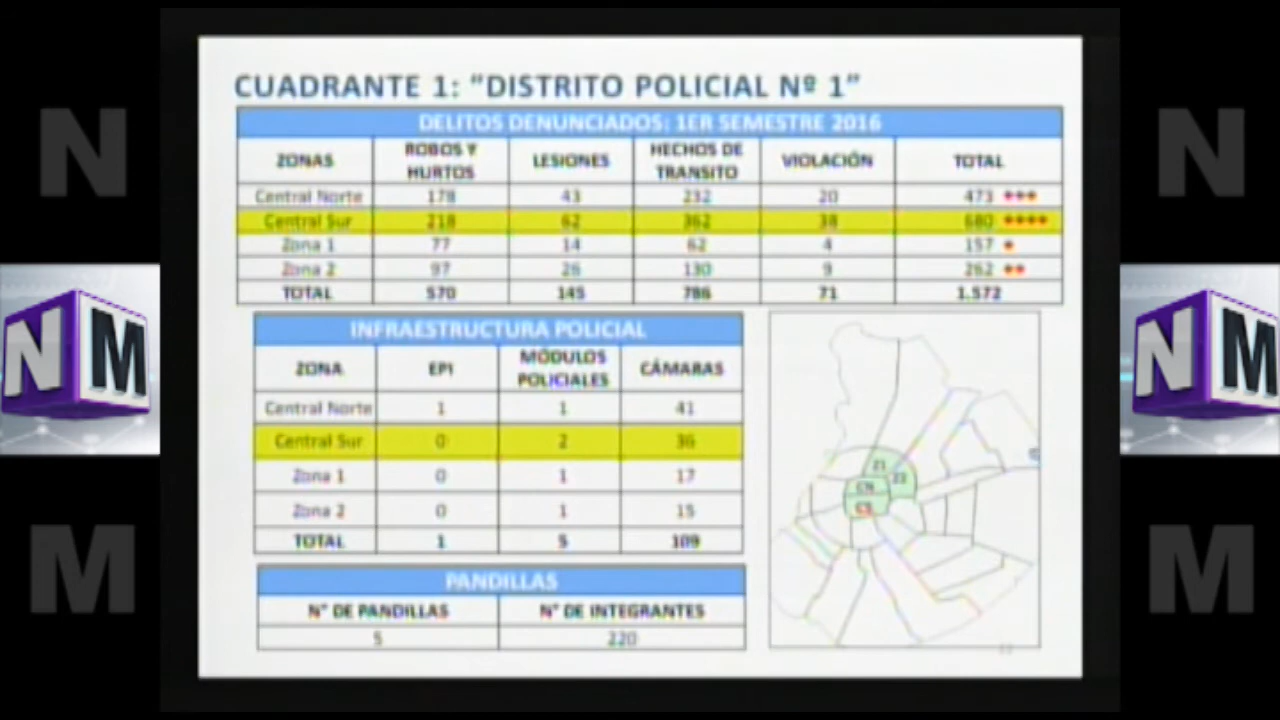 CUADRANTE 1: “DISTRITO POLICIAL Nº 1”
DELITOS DENUNCIADOS: 1ER SEMESTRE 2016
ZONAS ROBOS Y HURTOS LESIONES HECHOS DE TRANSITO VIOLACIÓN TOTAL
Central Norte 178 43 232 20 473
Central Sur 218 62 362 38 680
Zona 1 77 14 62 4 157
Zona 2 97 26 130 9 262
TOTAL 570 145 786 71 1.572
INFRAESTRUCTURA POLICIAL
ZONA EPI MÓDULOS POLICIALES CÁMARAS
Central Norte 1 1 41
Central Sur 0 2 36
Zona 1 0 1 17
Zona 2 0 1 15
TOTAL 1 5 109
PANDILLAS
N° DE PANDILLAS N° DE INTEGRANTES
5 220
Z1
CN
CS
N
M
N M
N
M
N M